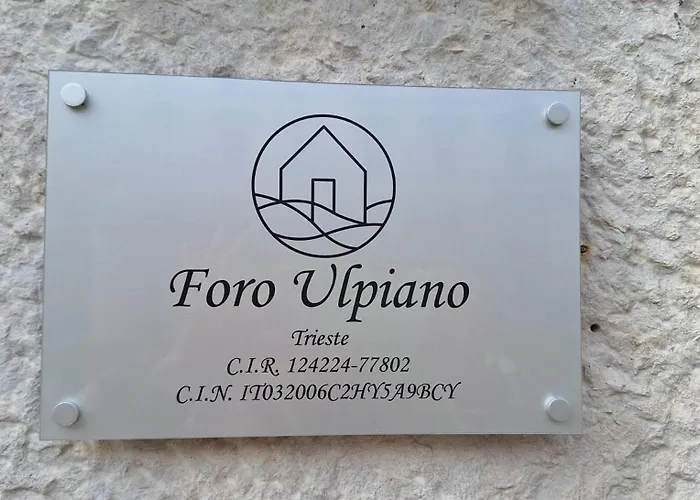 Foro Ulpiano
Trieste
C.I.R. 124224-77802
C.I.N. IT032006C2HY5A9BCY